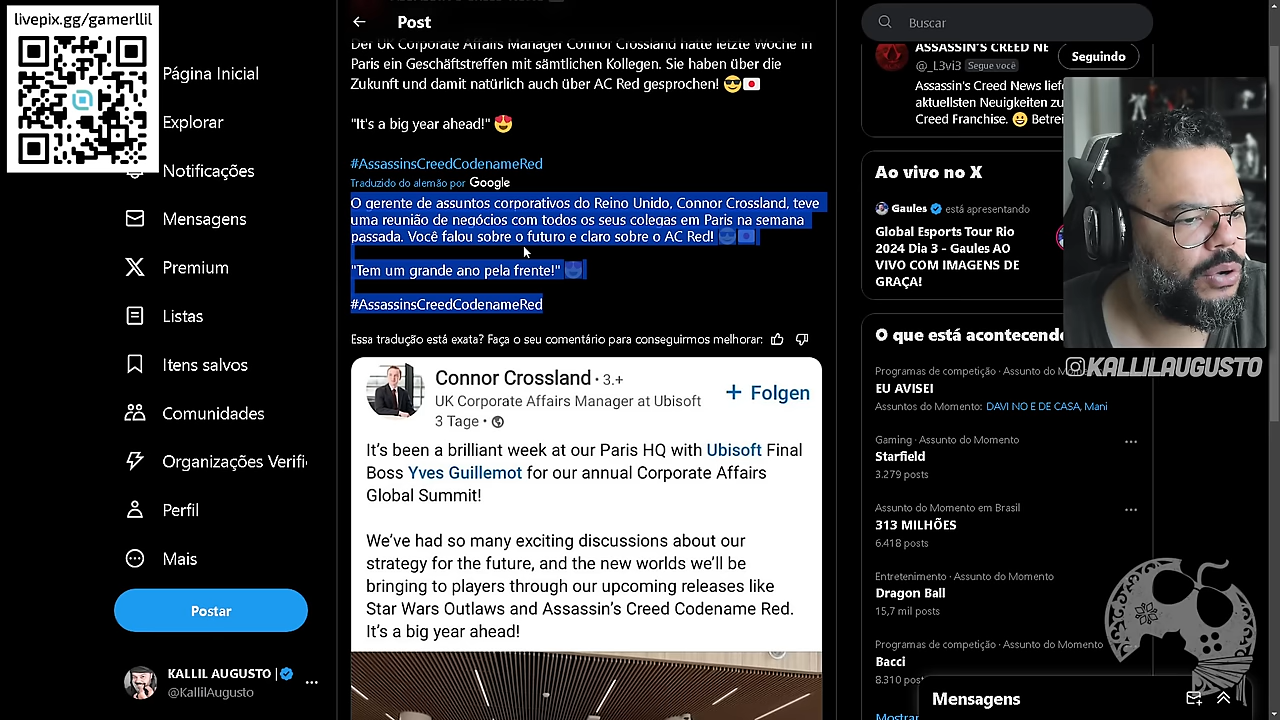 livepix.gg/gamerllil
Página Inicial
Explorar
Notificações
Mensagens
Premium
Listas
Itens salvos
Comunidades
Organizações Verifi
Perfil
Mais
Postar
KALLIL AUGUSTO |
@KallilAugusto
Post
Der UK Corporate Affairs Manager Connor Crossland hatte letzte Woche in
Paris ein Geschäftstreffen mit sämtlichen Kollegen. Sie haben über die
Zukunft und damit natürlich auch über AC Red gesprochen! 😎🇯🇵
"It's a big year ahead!" 😍
#AssassinsCreedCodenameRed
Traduzido do alemão por Google
O gerente de assuntos corporativos do Reino Unido, Connor Crossland, teve
uma reunião de negócios com todos os seus colegas em Paris na semana
passada. Você falou sobre o futuro e claro sobre o AC Red! 😎🇯🇵
"Tem um grande ano pela frente!" 😍
#AssassinsCreedCodenameRed
Essa tradução está exata? Faça o seu comentário para conseguirmos melhorar:
Connor Crossland · 3.+
UK Corporate Affairs Manager at Ubisoft
3 Tage ·
+ Folgen
It's been a brilliant week at our Paris HQ with Ubisoft Final
Boss Yves Guillemot for our annual Corporate Affairs
Global Summit!
We've had so many exciting discussions about our
strategy for the future, and the new worlds we'll be
bringing to players through our upcoming releases like
Star Wars Outlaws and Assassin's Creed Codename Red.
It's a big year ahead!
Buscar
ASSASSIN'S CREED NE
@_L3vi3 Segue você
Seguindo
Assassin's Creed News lief
aktuellsten Neuigkeiten zu
Creed Franchise. 😀 Betrei
Ao vivo no X
Gaules está apresentando
Global Esports Tour Rio
2024 Dia 3 - Gaules AO
VIVO COM IMAGENS DE
GRAÇA!
KALLILAUGUSTO
O que está acontecendo
Programas de competição · Assunto do M
EU AVISEI
Assuntos do Momento: DAVI NO E DE CASA, Mani
Gaming · Assunto do Momento
Starfield
3.279 posts
Assunto do Momento em Brasil
313 MILHÕES
6.418 posts
Entretenimento · Assunto do Momento
Dragon Ball
15,7 mil posts
Programas de competição · Assunto do Momento
Bacci
8.310 pos
Mostrar
Mensagens